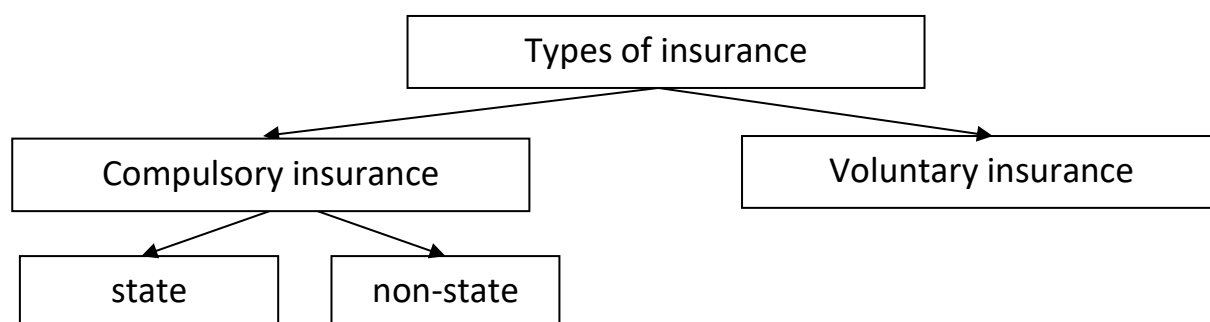 Types of insurance
Compulsory insurance
Voluntary insurance
state
non-state